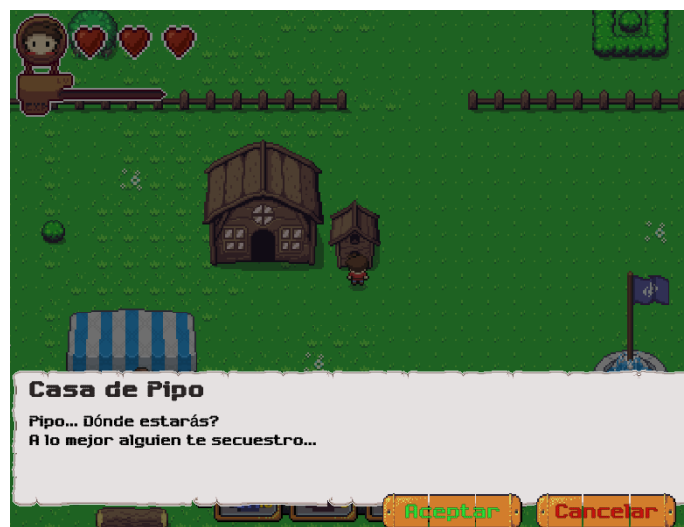 Casa de Pipo
Pipo... Dónde estarás?
A lo mejor alguien te secuestro...
Aceptar
Cancelar